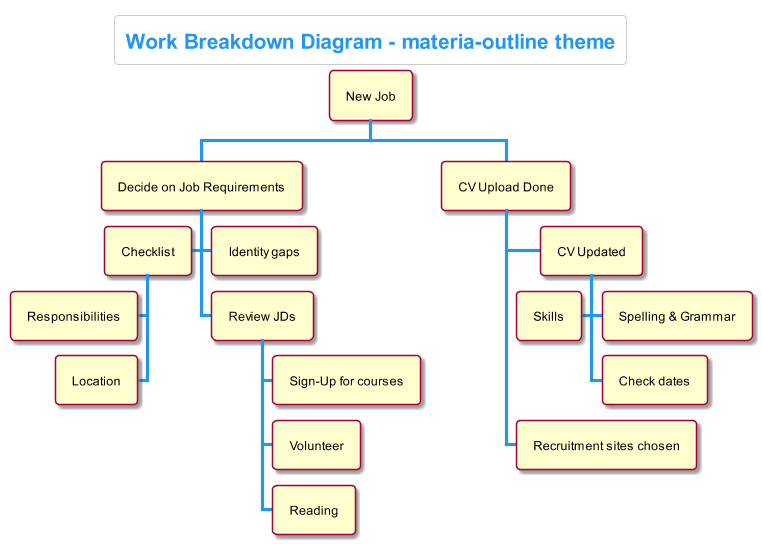 Work Breakdown Diagram - materia-outline theme
New Job
Decide on Job Requirements
CV Upload Done
Checklist
Identity gaps
CV Updated
Responsibilities
Review JDs
Skills
Spelling & Grammar
Location
Sign-Up for courses
Check dates
Volunteer
Recruitment sites chosen
Reading